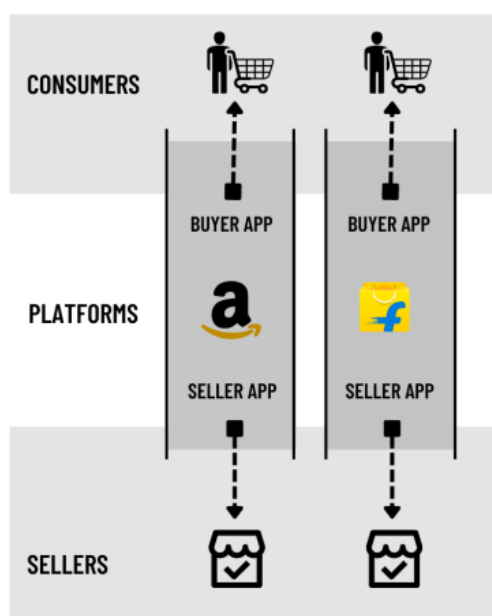 CONSUMERS
BUYER APP BUYER APP
PLATFORMS
a f
SELLER APP SELLER APP
SELLERS